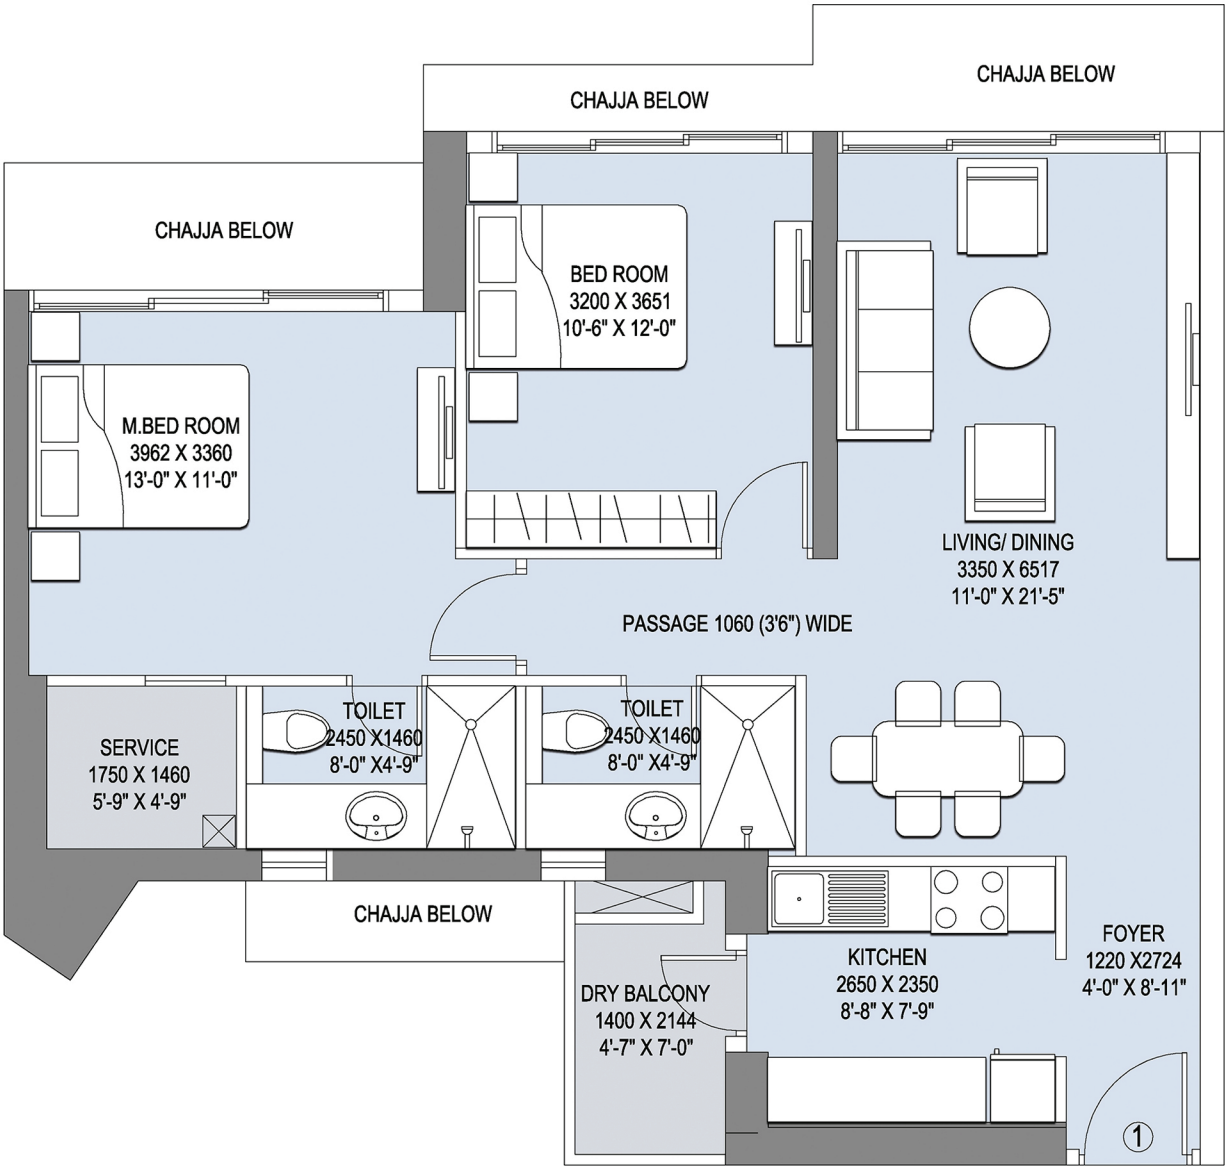 CHAJJA BELOW
CHAJJA BELOW
CHAJJA BELOW
BED ROOM
3200 X 3651
10'-6" X 12'-0"
M.BED ROOM
3962 X 3360
13'-0" X 11'-0"
LIVING/ DINING
3350 X 6517
11'-0" X 21'-5"
PASSAGE 1060 (3'6") WIDE
SERVICE
1750 X 1460
5'-9" X 4'-9"
TOILET
2450 X1460
8'-0" X4'-9"
TOILET
2450 X1460
8'-0" X4'-9"
CHAJJA BELOW
DRY BALCONY
1400 X 2144
4'-7" X 7'-0"
KITCHEN
2650 X 2350
8'-8" X 7'-9"
FOYER
1220 X2724
4'-0" X 8'-11"
1